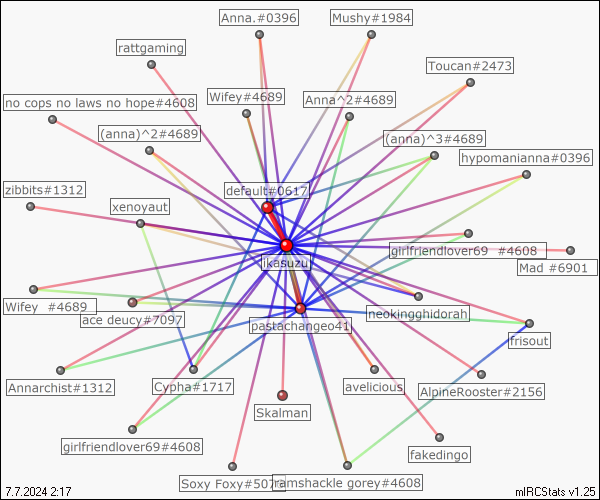 Anna.#0396
Mushy#1984
rattgaming
Toucan#2473
no cops no laws no hope#4608
Wifey#4689
Anna^2#4689
(anna)^2#4689
(anna)^3#4689
hypomanianna#0396
zibbits#1312
default#0617
xenoyaut
girlfriendlover69 #4608
ikasuzu
Mad #6901
Wifey #4689
ace deucy#7097
neokingghidorah
pastachangeo41
frisout
Annarchist#1312
Cypha#1717
avelicious
AlpineRooster#2156
Skalman
girlfriendlover69#4608
fakedingo
Soxy Foxy#507
ramshackle gorey#4608
7.7.2024 2:17
mIRCStats v1.25